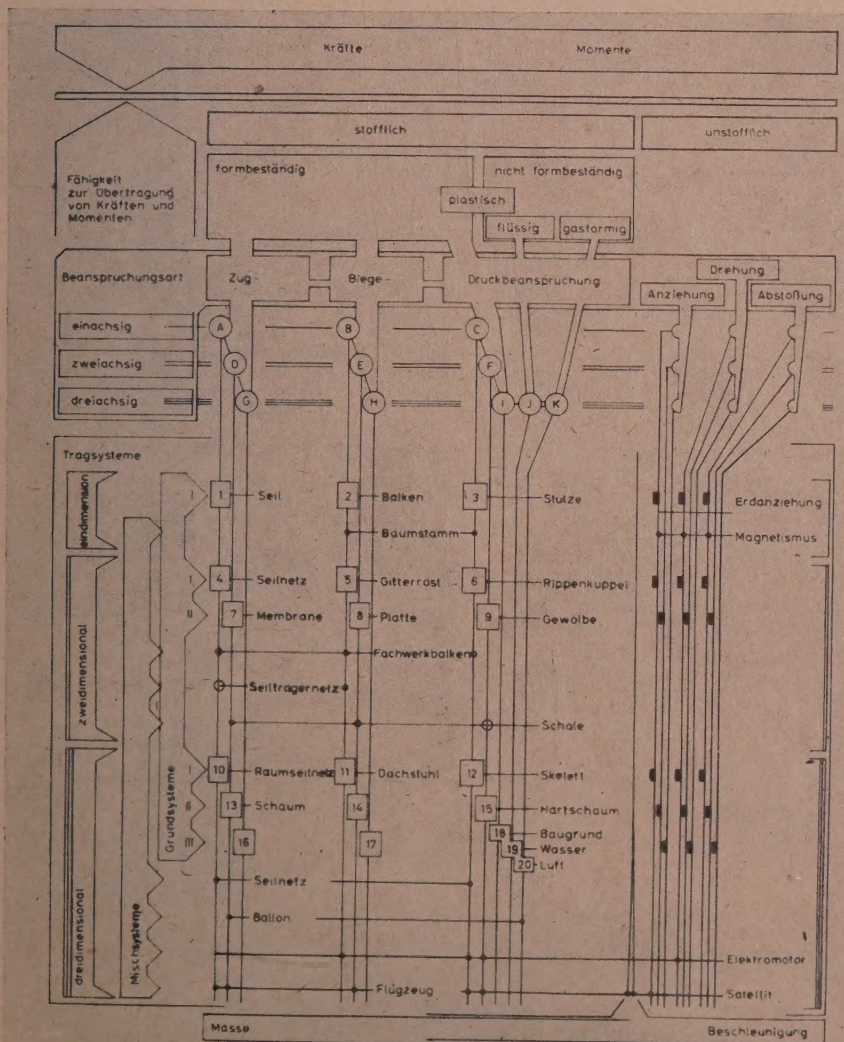 Kräfte Momente
stofflich unstofflich
Fähigkeit
zur Übertragung
von Kräften und
Momenten
formbeständig nicht formbeständig
plastisch
flüssig gasförmig
Beanspruchungsart Zug- Biege- Druckbeanspruchung
Drehung
Anziehung Abstoßung
einachsig A B C
zweiachsig D E F
dreiachsig G H I J K
Tragsysteme
eindimension
zweidimensional
dreidimensional
Mischsysteme
Grundsysteme
I 1 Seil 2 Balken 3 Stütze
Erdanziehung
Baumstamm Magnetismus
I 4 Seilnetz 5 Gitterrost 6 Rippenkuppel
II 7 Membrane 8 Platte 9 Gewölbe
Fachwerkbalken
Seilträgernetz
Schale
I 10 Raumseilnetz 11 Dachstuhl 12 Skelett
II 13 Schaum 14 15 Hartschaum
III 16 17 18 Baugrund
19 Wasser
20 Luft
Seilnetz
Ballon
Elektromotor
Flügzeug Satellit
Masse Beschleunigung